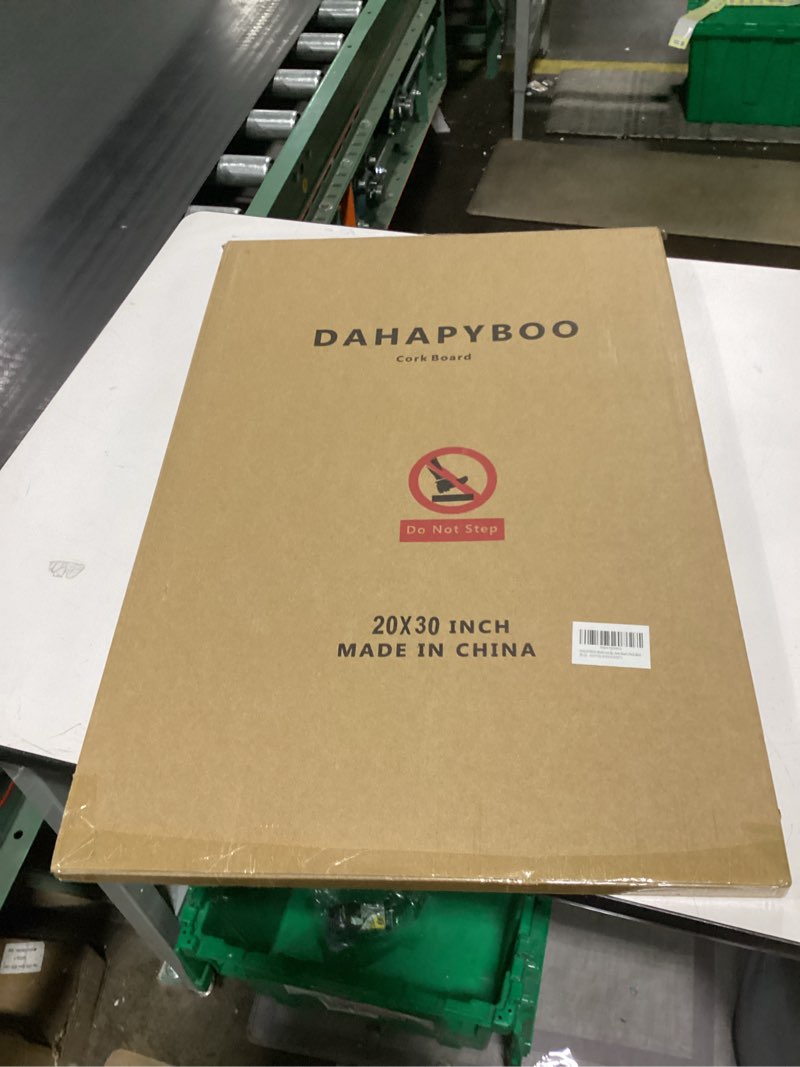 DAHAPYBOO
Cork Board
Do Not Step
20X30 INCH
MADE IN CHINA